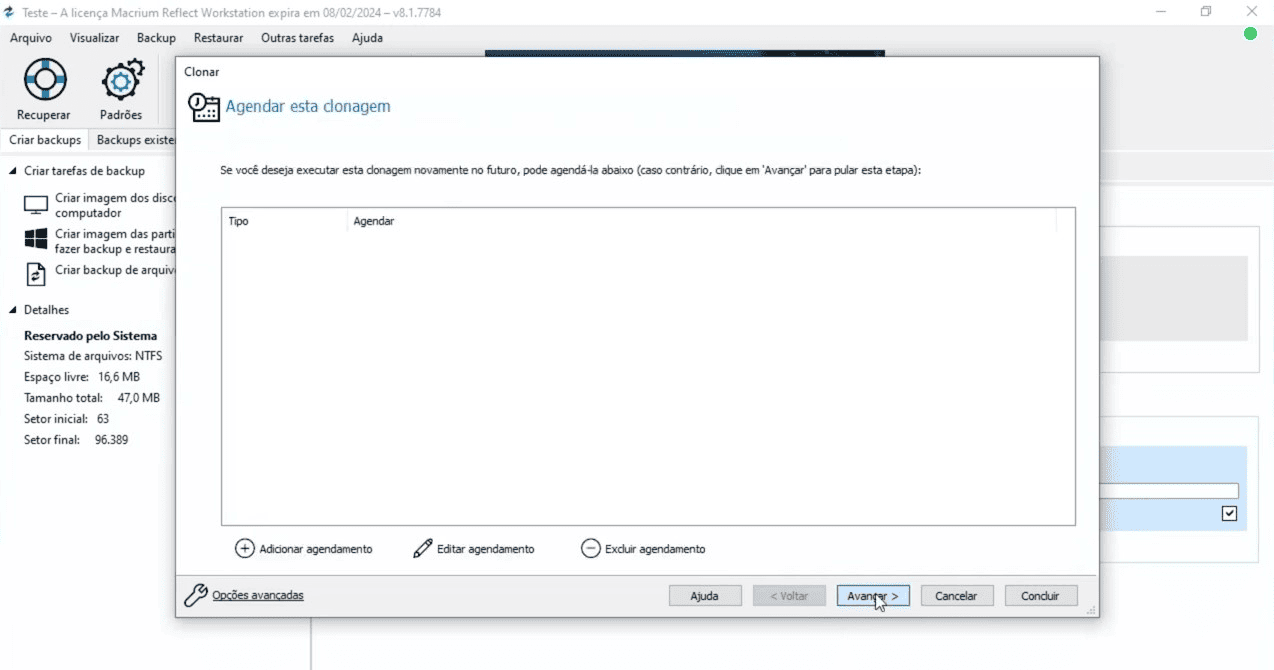 Teste – A licença Macrium Reflect Workstation expira em 08/02/2024 – v8.1.7784
Arquivo Visualizar Backup Restaurar Outras tarefas Ajuda
Recuperar Padrões
Criar backups Backups existe
Criar tarefas de backup
Criar imagem dos disc
computador
Criar imagem das parti
fazer backup e restaura
Criar backup de arquiv
Detalhes
Reservado pelo Sistema
Sistema de arquivos: NTFS
Espaço livre: 16,6 MB
Tamanho total: 47,0 MB
Setor inicial: 63
Setor final: 96.389
Clonar
Agendar esta clonagem
Se você deseja executar esta clonagem novamente no futuro, pode agendá-la abaixo (caso contrário, clique em 'Avançar' para pular esta etapa):
Tipo Agendar
Adicionar agendamento Editar agendamento Excluir agendamento
Opções avançadas Ajuda < Voltar Avançar > Cancelar Concluir